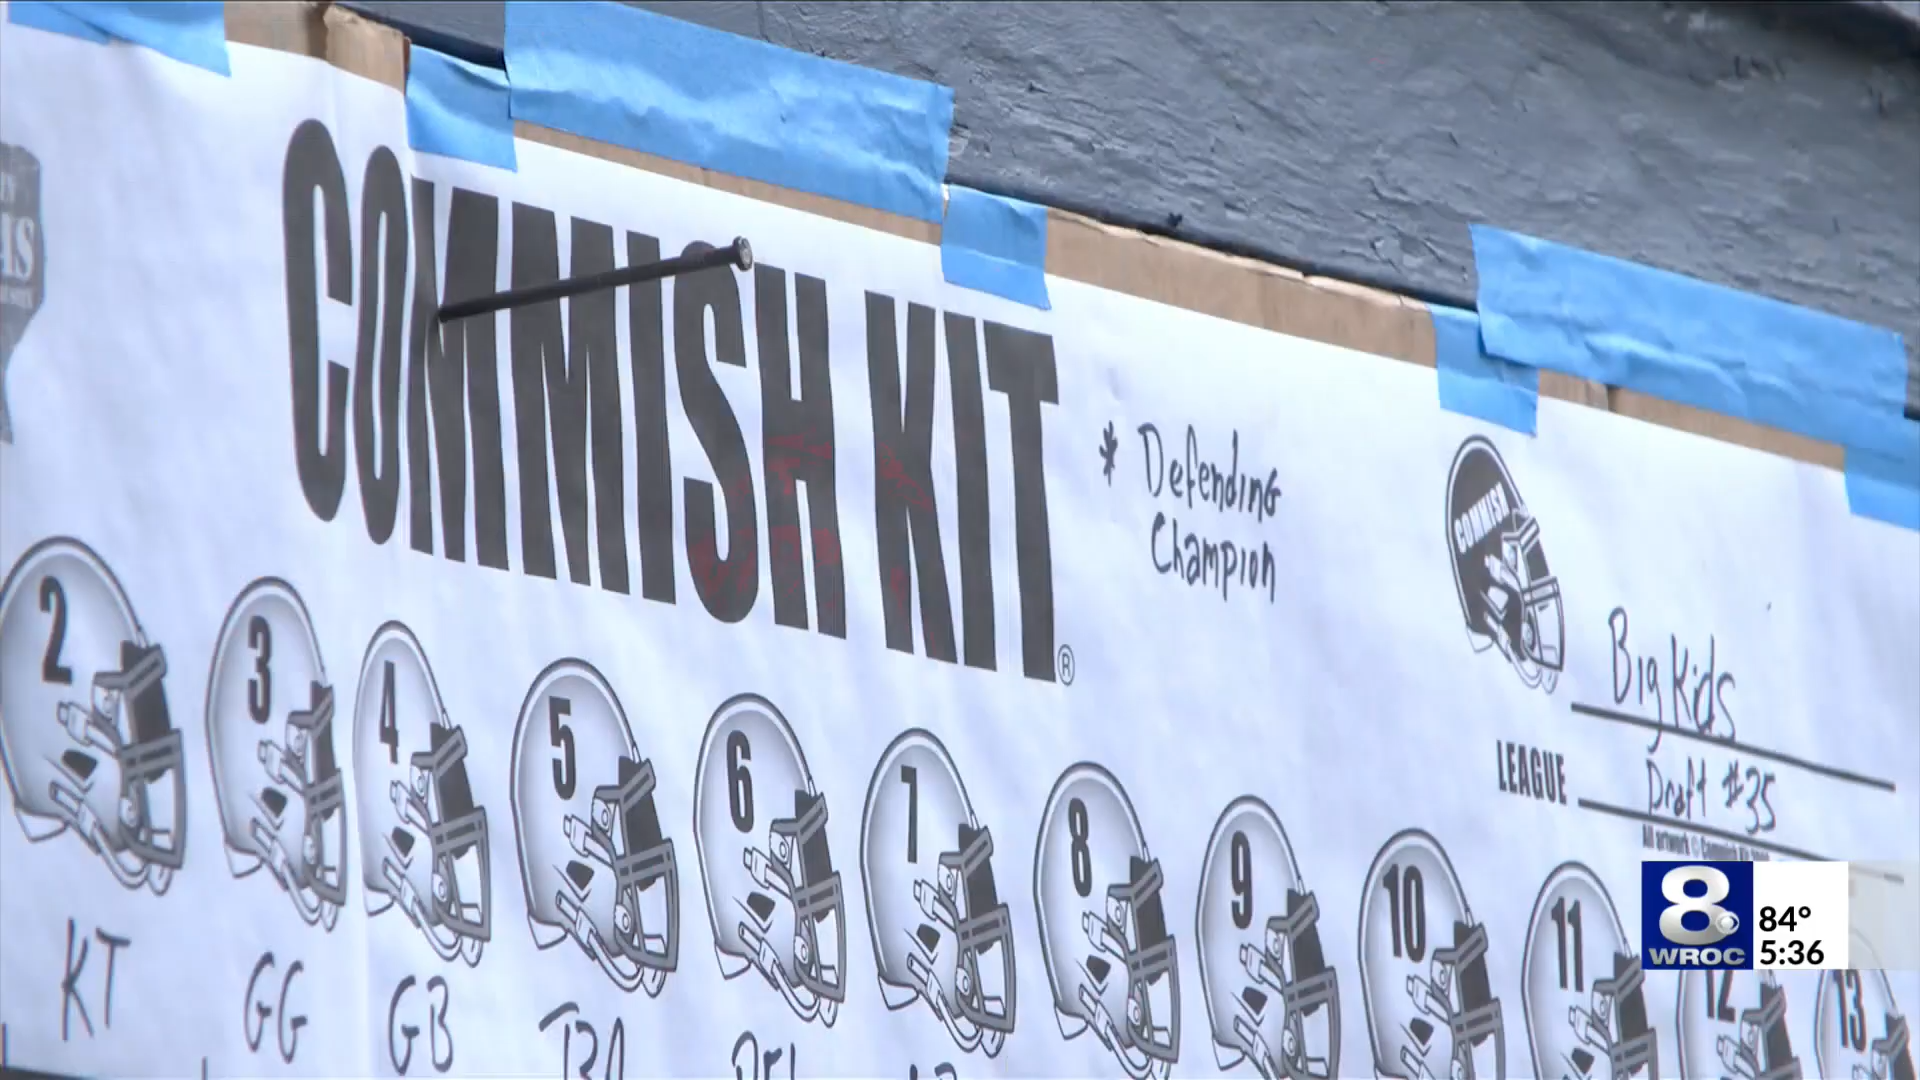 COMMISH KIT®
* Defending
Champion
COMMISH
Big Kids
LEAGUE
Draft #35
2
3
4
5
6
7
8
9
10
11
12
13
KT
GG
GB
8
WROC
84°
5:36